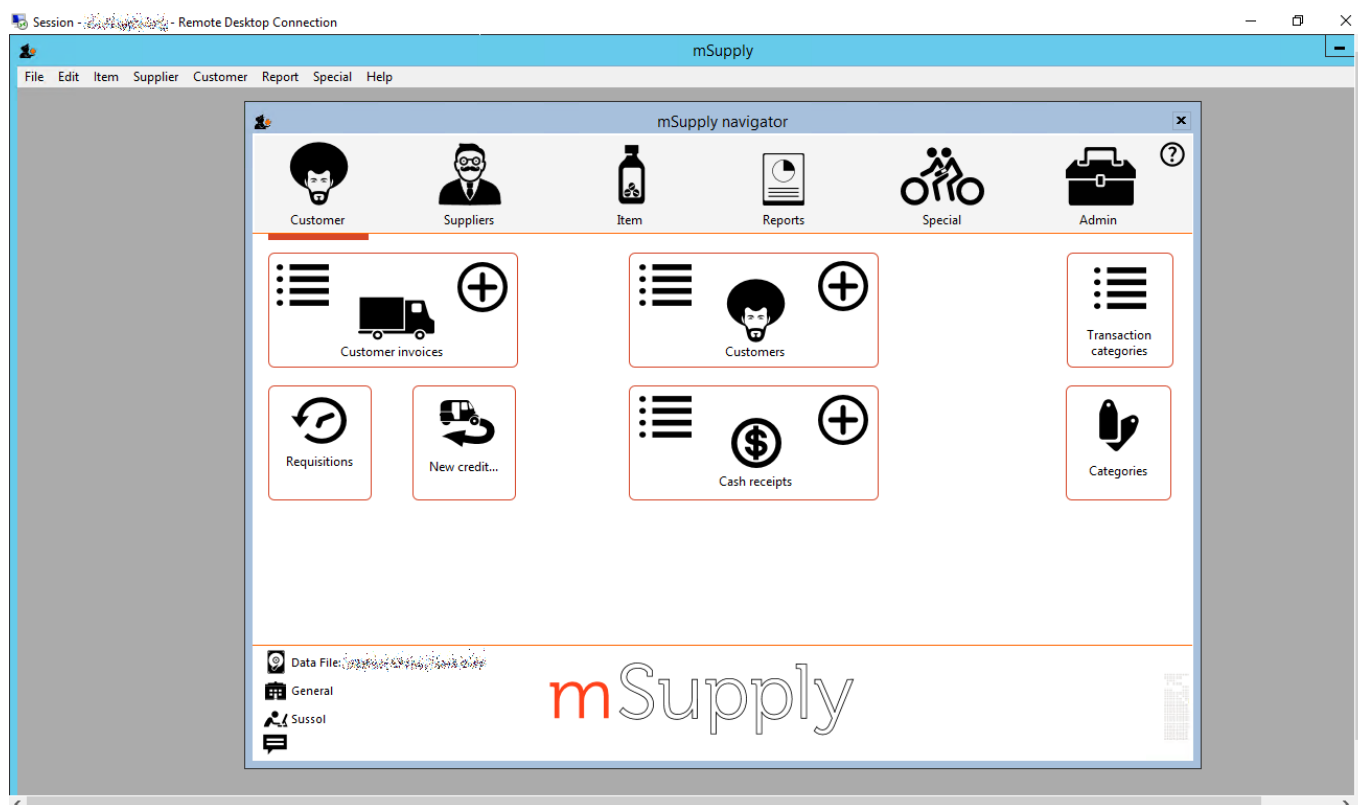 Session - - Remote Desktop Connection
mSupply
File Edit Item Supplier Customer Report Special Help
mSupply navigator
Customer Suppliers Item Reports Special Admin
Customer invoices
Customers
Transaction
categories
Requisitions
New credit...
Cash receipts
Categories
Data File:
General
Sussol
mSupply